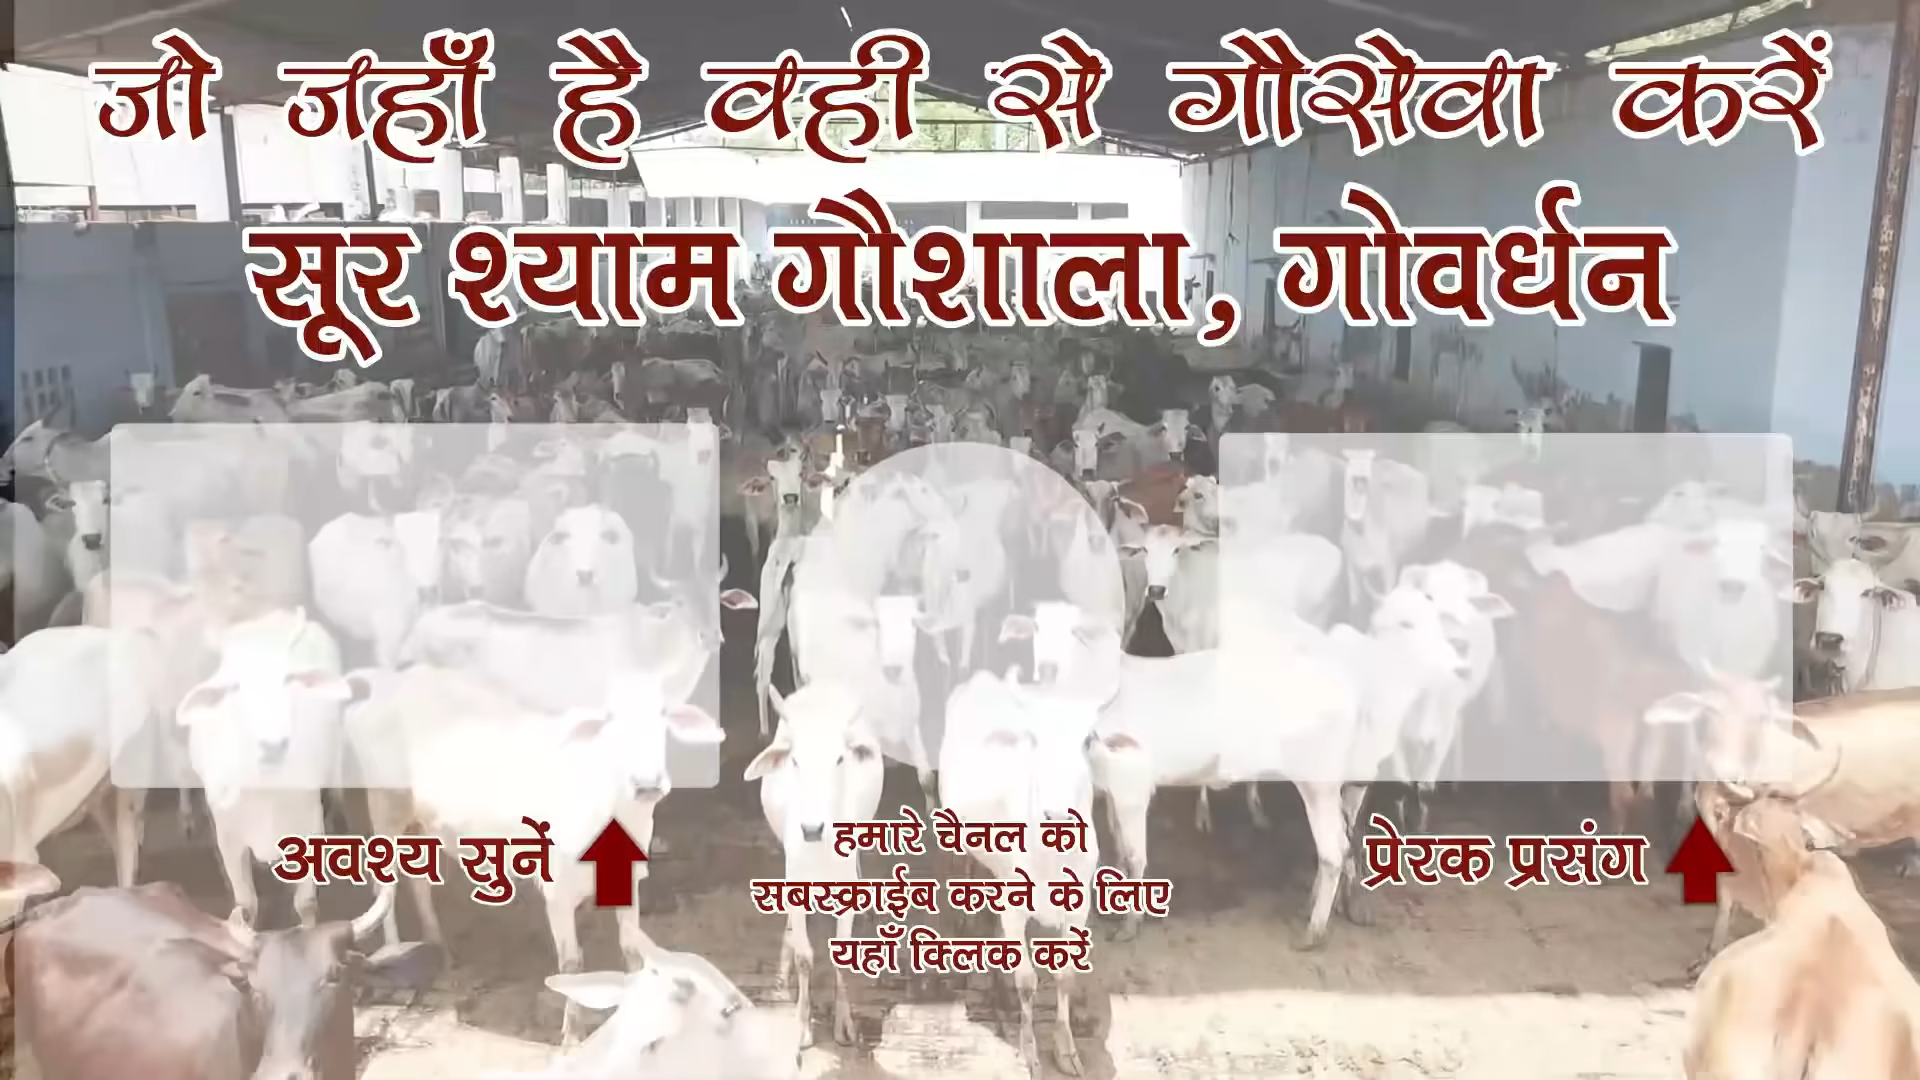 जो जहाँ है वही से गौसेवा करें
सूर श्याम गौशाला, गोवर्धन
अवश्य सुनें
हमारे चैनल को
सबस्क्राईब करने के लिए
यहाँ क्लिक करें
प्रेरक प्रसंग